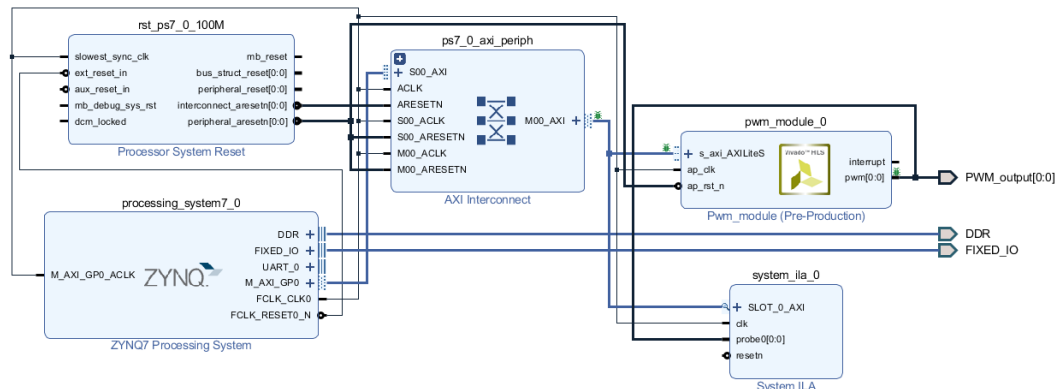 rst_ps7_0_100M
slowest_sync_clk
ext_reset_in
aux_reset_in
mb_debug_sys_rst
dcm_locked
mb_reset
bus_struct_reset[0:0]
peripheral_reset[0:0]
interconnect_aresetn[0:0]
peripheral_aresetn[0:0]
Processor System Reset
ps7_0_axi_periph
S00_AXI
ACLK
ARESETN
S00_ACLK
S00_ARESETN
M00_ACLK
M00_ARESETN
M00_AXI
AXI Interconnect
pwm_module_0
s_axi_AXILiteS
ap_clk
ap_rst_n
Vivado™ HLS
interrupt
pwm[0:0]
Pwm_module (Pre-Production)
PWM_output[0:0]
processing_system7_0
M_AXI_GP0_ACLK
ZYNQ
DDR
FIXED_IO
UART_0
M_AXI_GP0
FCLK_CLK0
FCLK_RESET0_N
ZYNQ7 Processing System
DDR
FIXED_IO
system_ila_0
SLOT_0_AXI
clk
probe0[0:0]
resetn
System ILA